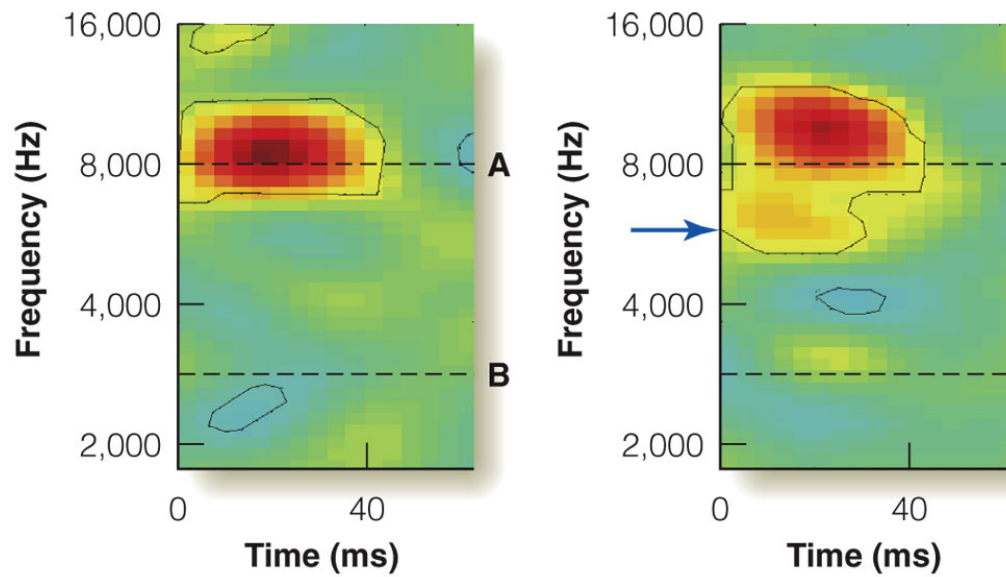 16,000
8,000
4,000
2,000
Frequency (Hz)
0
40
Time (ms)
A
B
16,000
8,000
4,000
2,000
Frequency (Hz)
0
40
Time (ms)